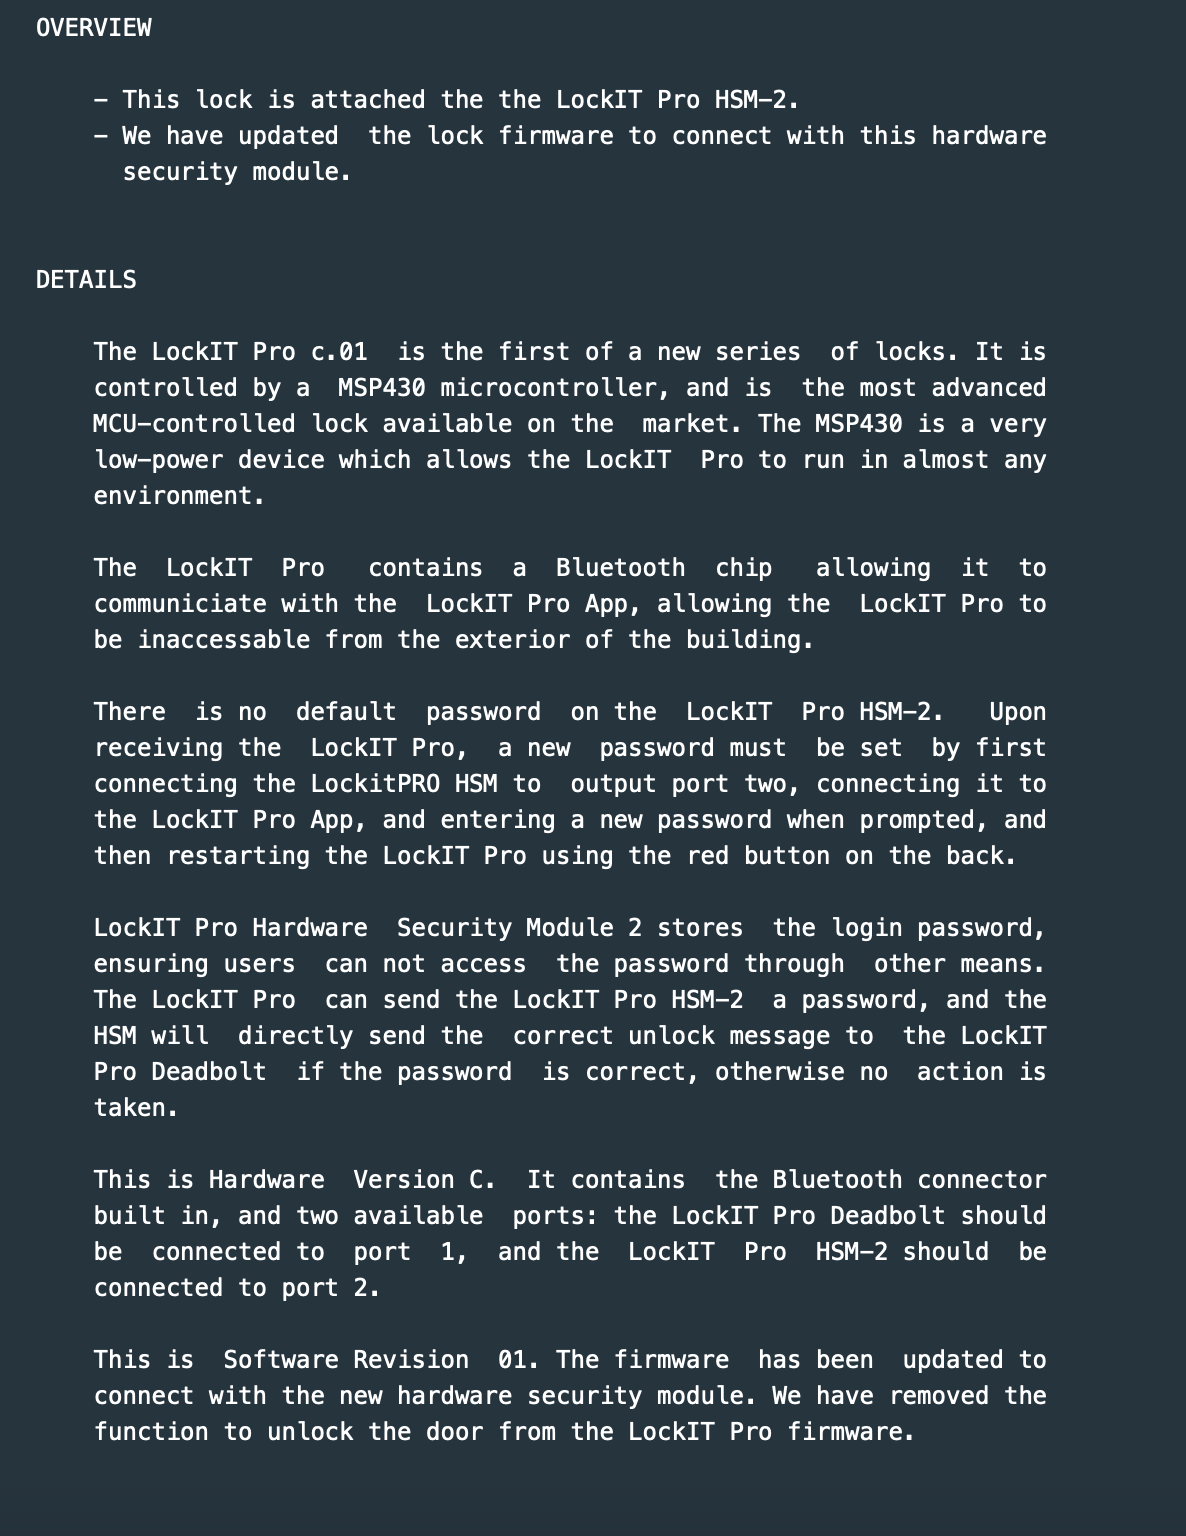 OVERVIEW
- This lock is attached the the LockIT Pro HSM-2.
- We have updated  the lock firmware to connect with this hardware
security module.
DETAILS
The LockIT Pro c.01  is the first of a new series  of locks. It is
controlled by a  MSP430 microcontroller, and is  the most advanced
MCU-controlled lock available on the  market. The MSP430 is a very
low-power device which allows the LockIT  Pro to run in almost any
environment.
The  LockIT  Pro   contains  a  Bluetooth  chip   allowing  it  to
communiciate with the  LockIT Pro App, allowing the  LockIT Pro to
be inaccessable from the exterior of the building.
There  is no  default  password  on the  LockIT  Pro HSM-2.   Upon
receiving the  LockIT Pro,  a new  password must  be set  by first
connecting the LockitPRO HSM to  output port two, connecting it to
the LockIT Pro App, and entering a new password when prompted, and
then restarting the LockIT Pro using the red button on the back.
LockIT Pro Hardware  Security Module 2 stores  the login password,
ensuring users  can not access  the password through  other means.
The LockIT Pro  can send the LockIT Pro HSM-2  a password, and the
HSM will  directly send the  correct unlock message to  the LockIT
Pro Deadbolt  if the password  is correct, otherwise no  action is
taken.
This is Hardware  Version C.  It contains  the Bluetooth connector
built in, and two available  ports: the LockIT Pro Deadbolt should
be  connected to  port  1,  and the  LockIT  Pro  HSM-2 should  be
connected to port 2.
This is  Software Revision  01. The firmware  has been  updated to
connect with the new hardware security module. We have removed the
function to unlock the door from the LockIT Pro firmware.